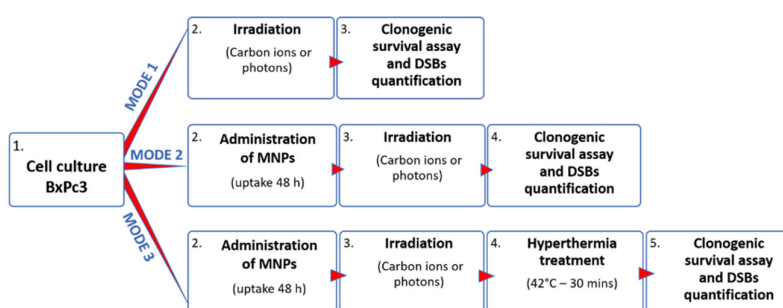 1.
Cell culture
BxPc3
MODE 1
2.
Irradiation
(Carbon ions or
photons)
3.
Clonogenic
survival assay
and DSBs
quantification
MODE 2
2.
Administration
of MNPs
(uptake 48 h)
3.
Irradiation
(Carbon ions or
photons)
4.
Clonogenic
survival assay
and DSBs
quantification
MODE 3
2.
Administration
of MNPs
(uptake 48 h)
3.
Irradiation
(Carbon ions or
photons)
4.
Hyperthermia
treatment
(42°C – 30 mins)
5.
Clonogenic
survival assay
and DSBs
quantification